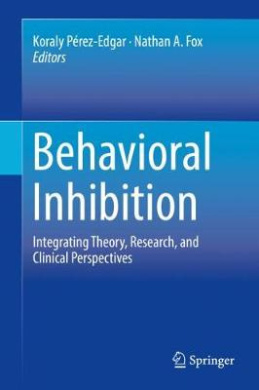 Koraly Pérez-Edgar · Nathan A. Fox
Editors
Behavioral
Inhibition
Integrating Theory, Research, and
Clinical Perspectives
Springer